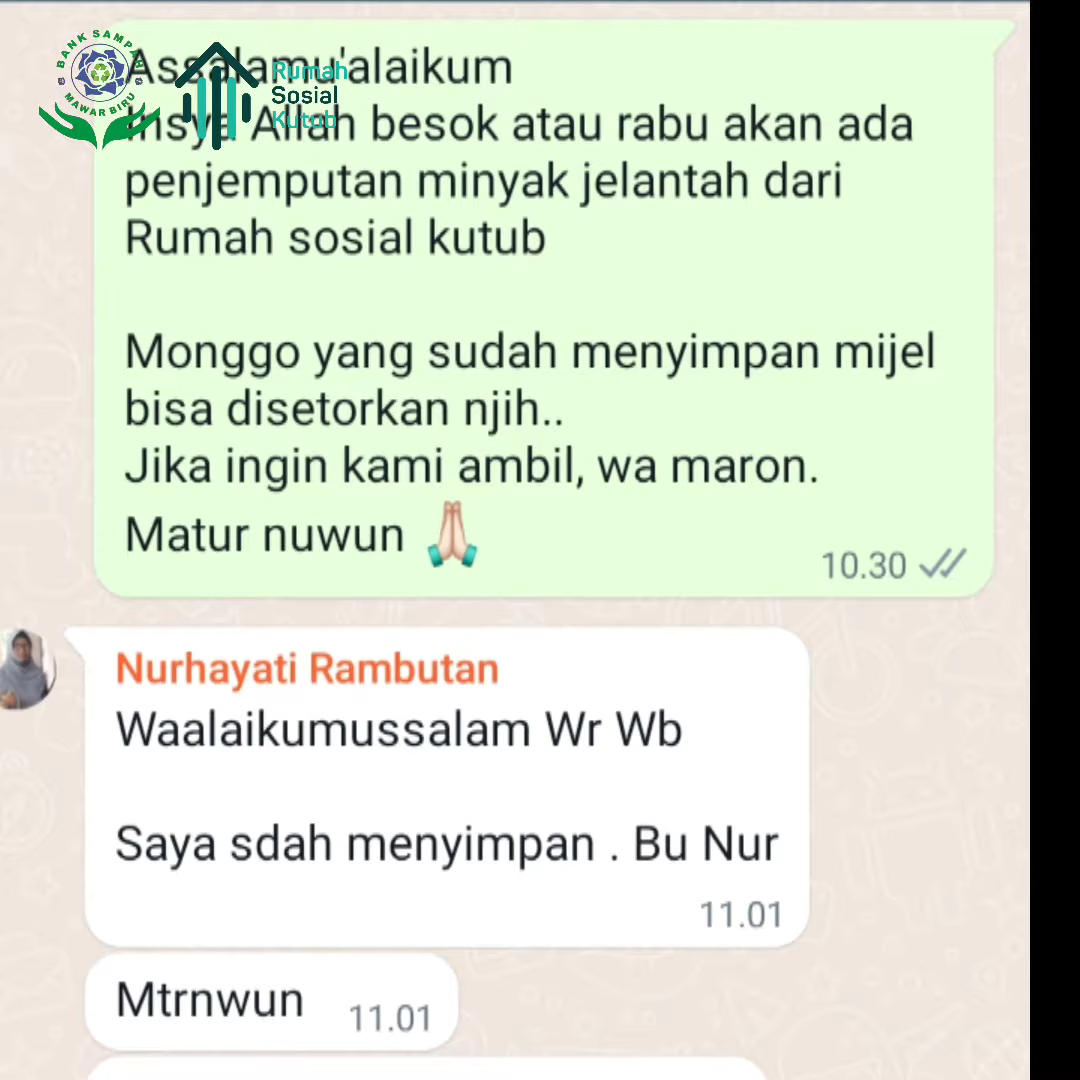 BANK SAMPAH
MAWAR BIRU
Rumah
Sosial
Kutub
Assalamu'alaikum
Insya Allah besok atau rabu akan ada
penjemputan minyak jelantah dari
Rumah sosial kutub
Monggo yang sudah menyimpan mijel
bisa disetorkan njih..
Jika ingin kami ambil, wa maron.
Matur nuwun 🙏🏻
10.30
Nurhayati Rambutan
Waalaikumussalam Wr Wb
Saya sdah menyimpan . Bu Nur
11.01
Mtrnwun 11.01